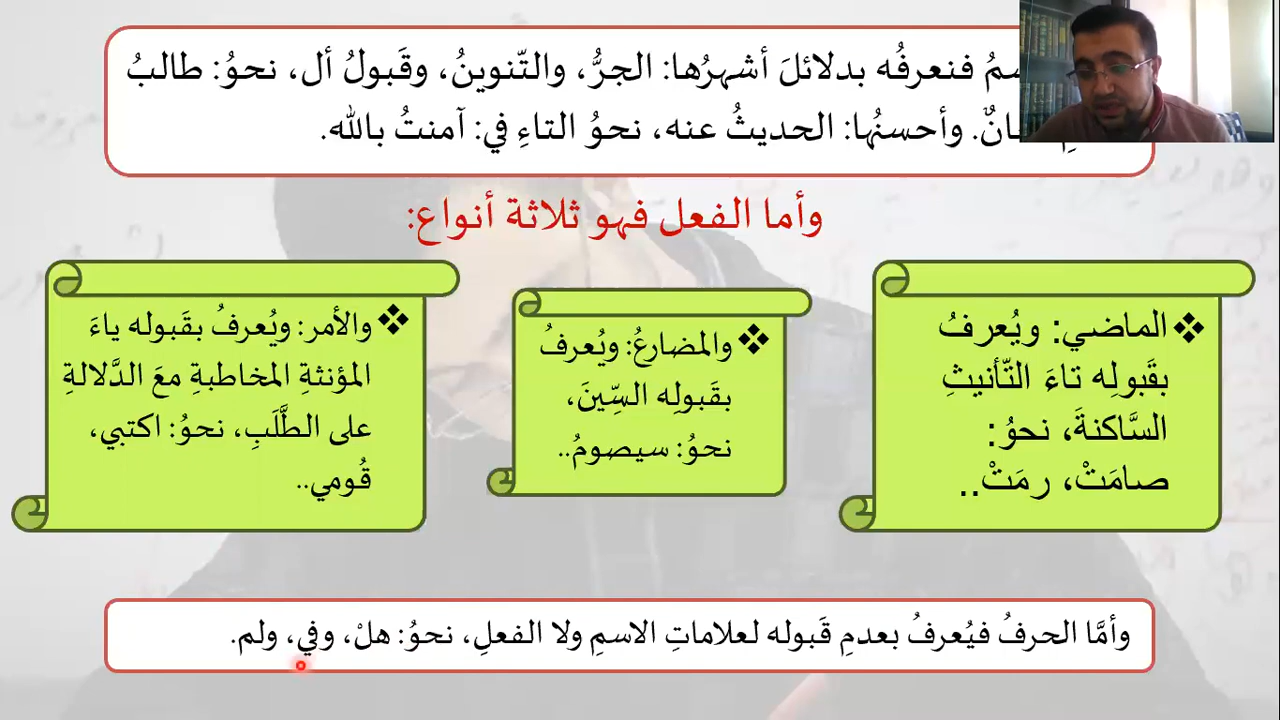 فنعرفُه بدلائلَ أشهرُها: الجرُّ، والتّنوينُ، وقَبولُ أل، نحوُ: طالبُ
وأحسنُها: الحديثُ عنه، نحوُ التاءِ في: آمنتُ بالله.
وأما الفعل فهو ثلاثة أنواع:
❖ الماضي: ويُعرفُ
بقَبولِه تاءَ التّأنيثِ
السَّاكنةَ، نحوُ:
صامَتْ، رمَتْ..
❖ والمضارعُ: ويُعرفُ
بقَبولِه السِّينَ،
نحوُ: سيصومُ..
❖ والأمر: ويُعرفُ بقَبوله ياءَ
المؤنثةِ المخاطبةِ معَ الدَّلالةِ
على الطَّلَبِ، نحوُ: اكتبي،
قُومي..
وأمَّا الحرفُ فيُعرفُ بعدمِ قَبوله لعلاماتِ الاسمِ ولا الفعلِ، نحوُ: هلْ، وفي، ولم.